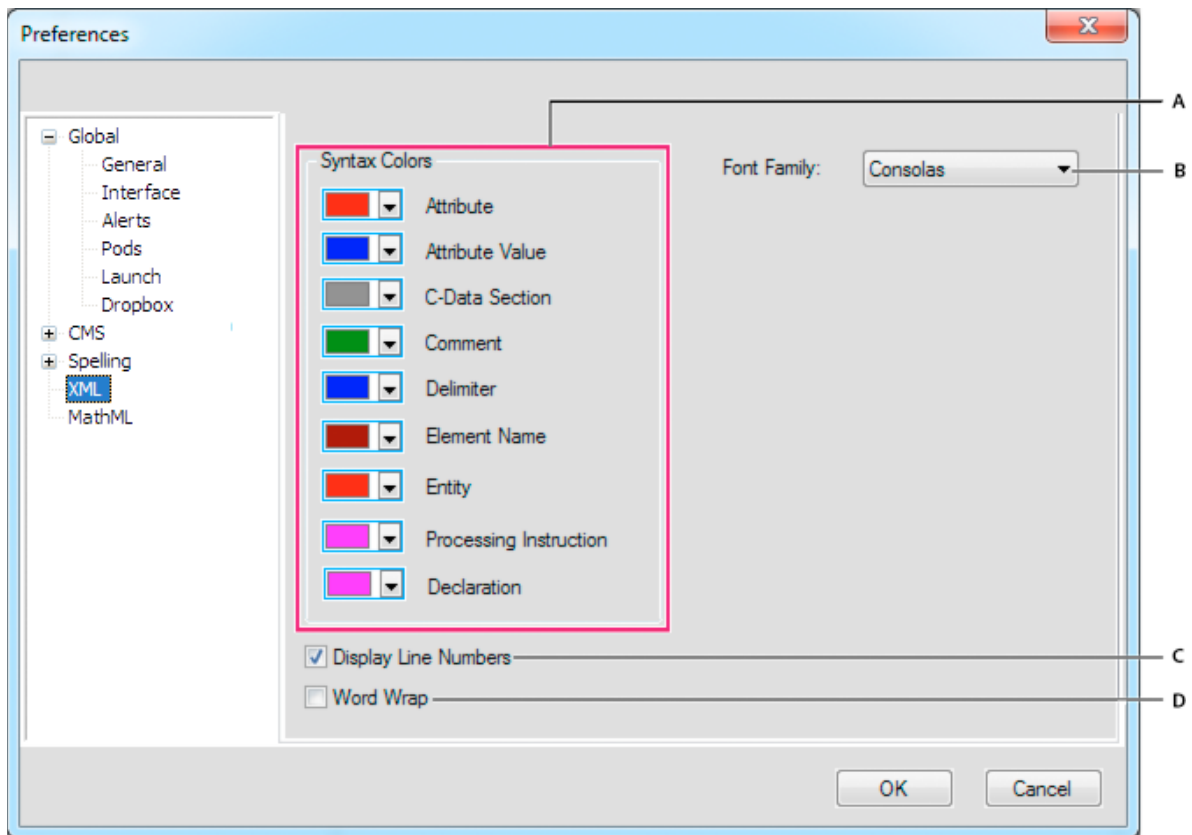 Preferences
A
Global
General
Interface
Alerts
Pods
Launch
Dropbox
CMS
Spelling
XML
MathML
Syntax Colors
Attribute
Attribute Value
C-Data Section
Comment
Delimiter
Element Name
Entity
Processing Instruction
Declaration
Font Family: Consolas
B
Display Line Numbers
C
Word Wrap
D
OK Cancel